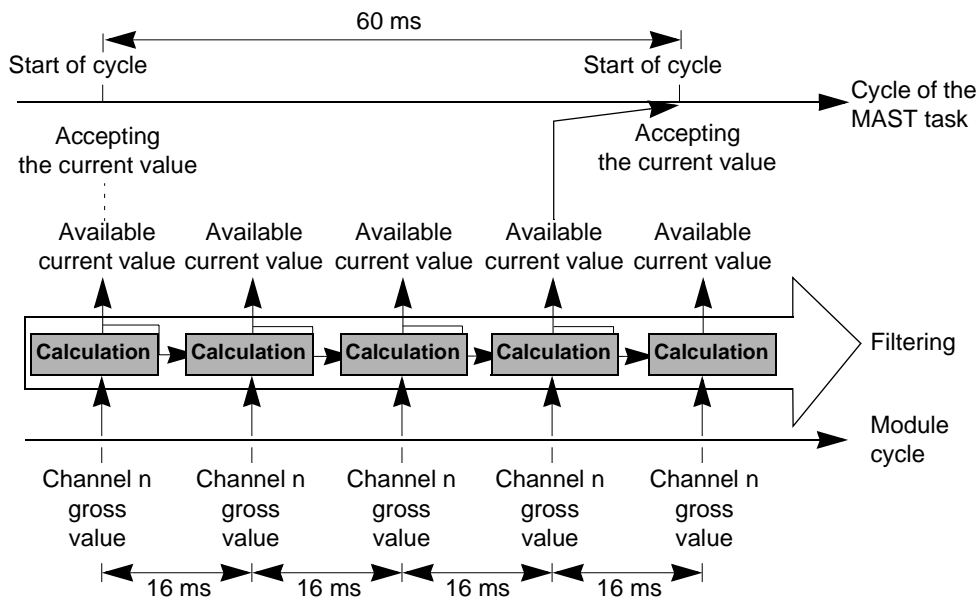 60 ms
Start of cycle
Start of cycle
Cycle of the
MAST task
Accepting
the current value
Accepting
the current value
Available
current value
Available
current value
Available
current value
Available
current value
Available
current value
Calculation
Calculation
Calculation
Calculation
Calculation
Filtering
Module
cycle
Channel n
gross
value
Channel n
gross
value
Channel n
gross
value
Channel n
gross
value
Channel n
gross
value
16 ms
16 ms
16 ms
16 ms